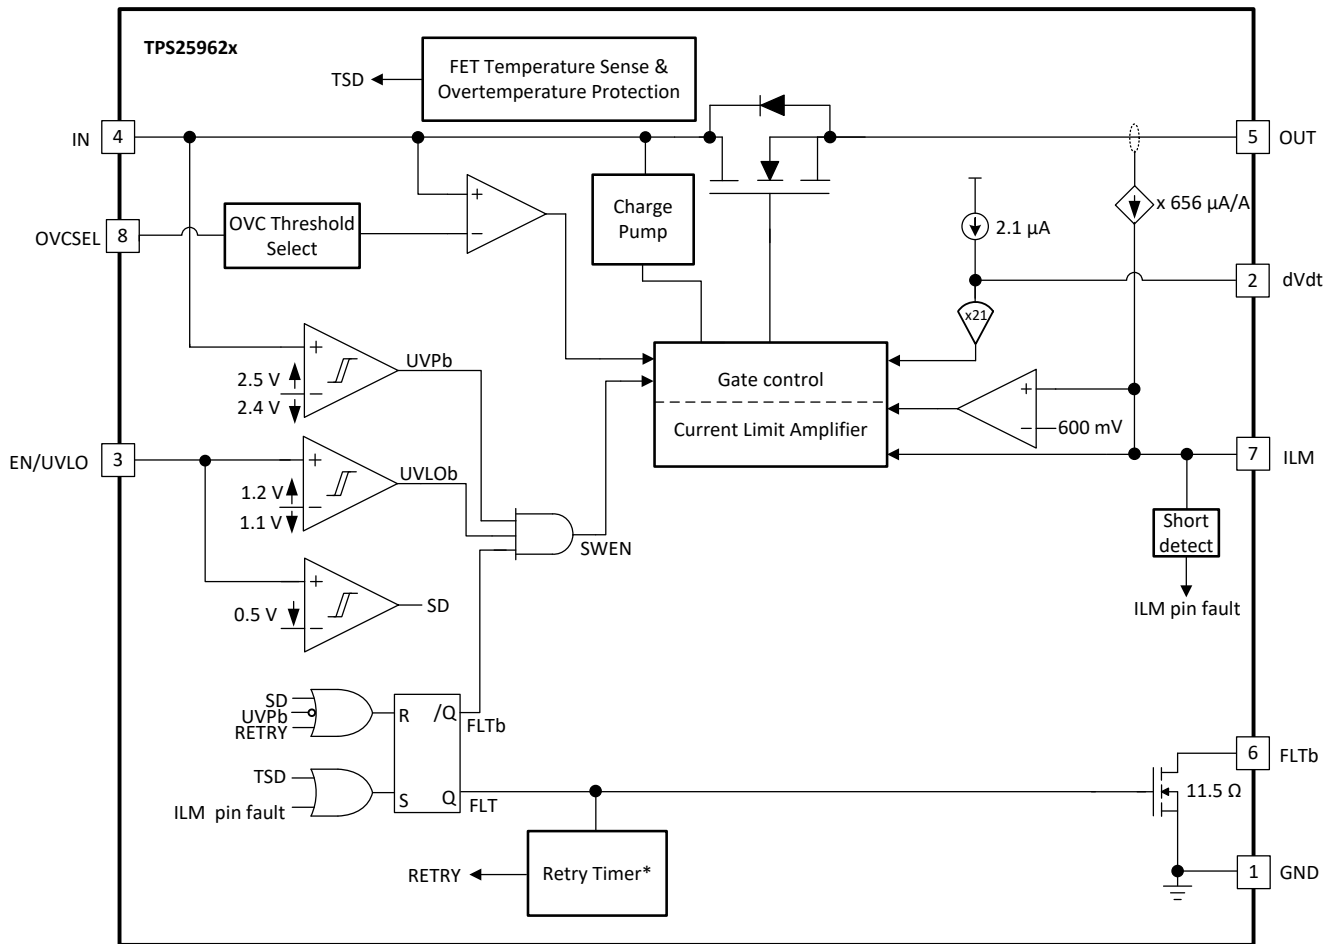 TPS25962x
FET Temperature Sense &
Overtemperature Protection
TSD
IN
4
5
OUT
OVCSEL
8
OVC Threshold
Select
+
−
Charge
Pump
2.1 µA
x 656 µA/A
2
dVdt
x21
+
−
2.5 V
2.4 V
UVPb
Gate control
Current Limit Amplifier
+
−
600 mV
EN/UVLO
3
+
−
1.2 V
1.1 V
UVLOb
7
ILM
Short
detect
ILM pin fault
SWEN
+
−
0.5 V
SD
SD
UVPb
RETRY
R
/Q
FLTb
TSD
ILM pin fault
S
Q
FLT
6
FLTb
11.5 Ω
RETRY
Retry Timer*
1
GND